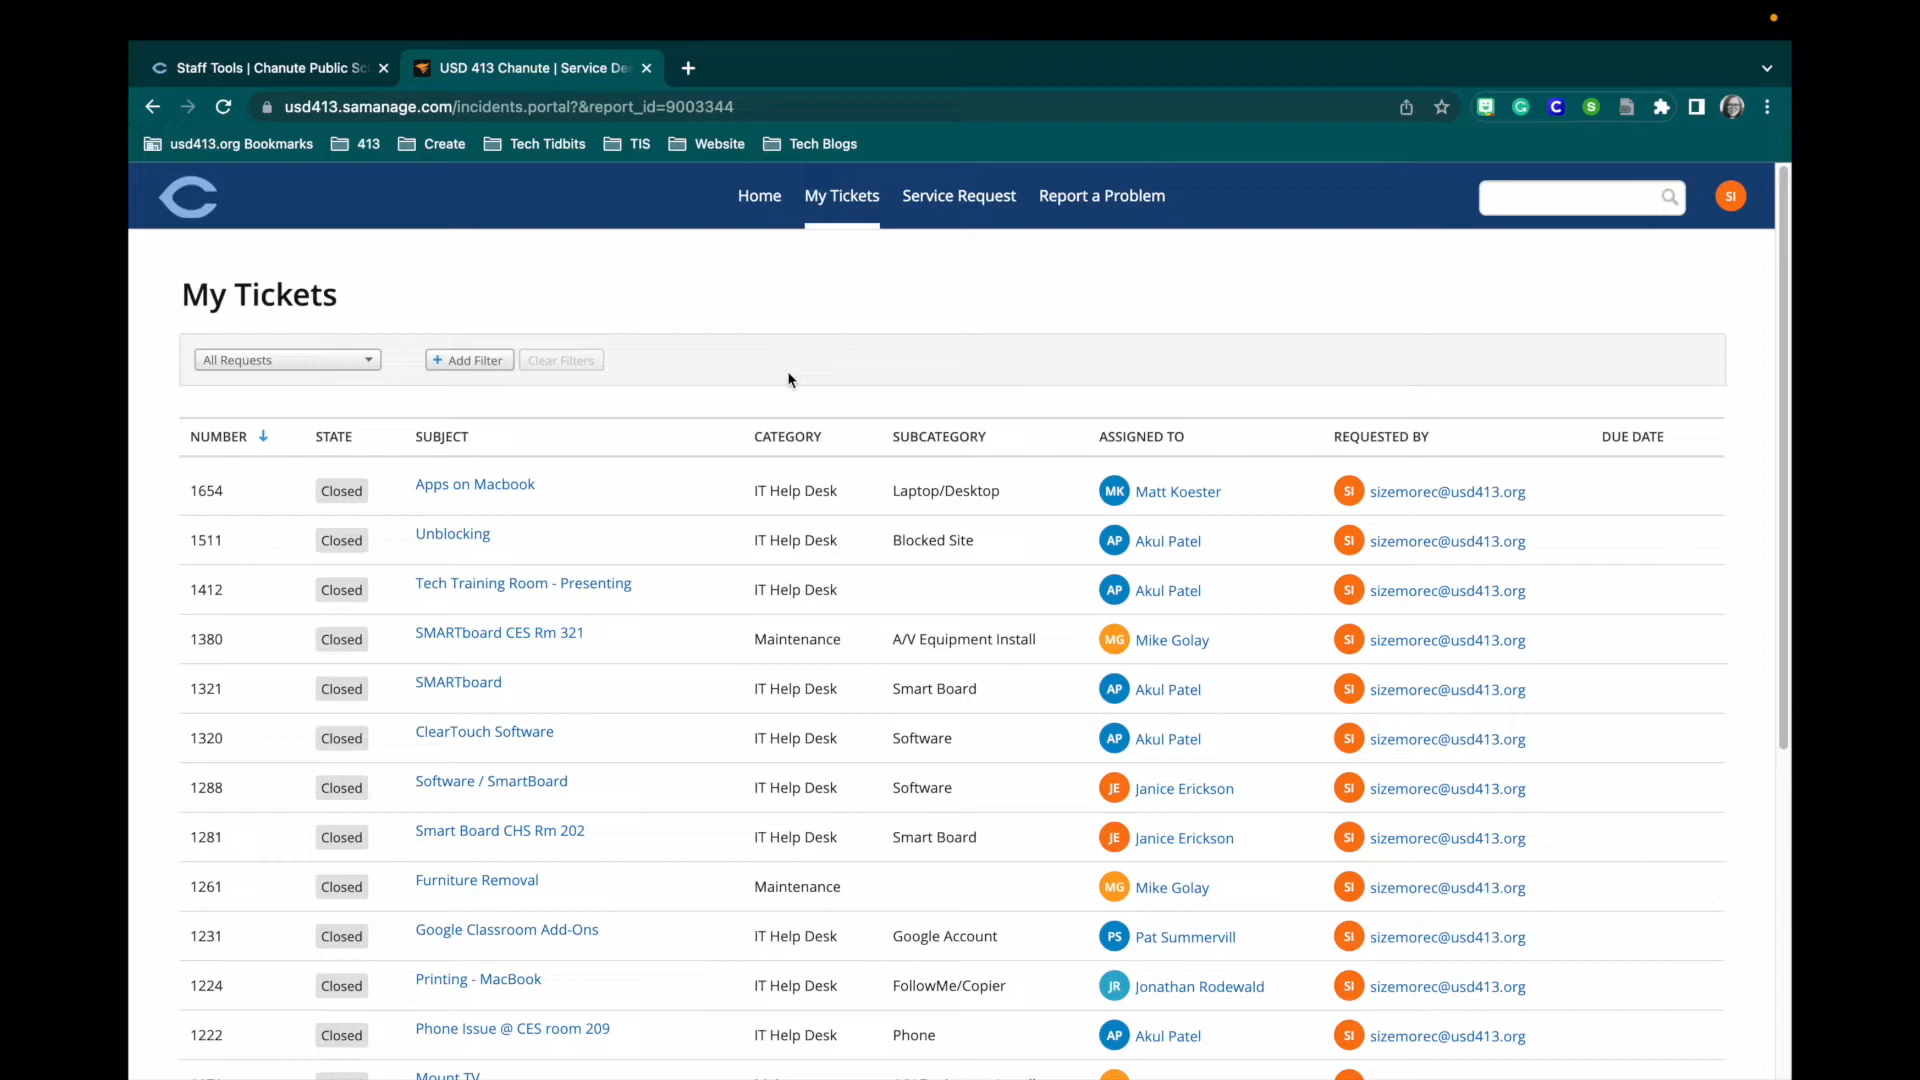 Staff Tools | Chanute Public Sc
USD 413 Chanute | Service De
usd413.samanage.com/incidents.portal?&report_id=9003344
usd413.org Bookmarks 413 Create Tech Tidbits TIS Website Tech Blogs
Home My Tickets Service Request Report a Problem SI
My Tickets
All Requests + Add Filter Clear Filters
NUMBER STATE SUBJECT CATEGORY SUBCATEGORY ASSIGNED TO REQUESTED BY DUE DATE
1654 Closed Apps on Macbook IT Help Desk Laptop/Desktop MK Matt Koester SI sizemorec@usd413.org
1511 Closed Unblocking IT Help Desk Blocked Site AP Akul Patel SI sizemorec@usd413.org
1412 Closed Tech Training Room - Presenting IT Help Desk AP Akul Patel SI sizemorec@usd413.org
1380 Closed SMARTboard CES Rm 321 Maintenance A/V Equipment Install MG Mike Golay SI sizemorec@usd413.org
1321 Closed SMARTboard IT Help Desk Smart Board AP Akul Patel SI sizemorec@usd413.org
1320 Closed ClearTouch Software IT Help Desk Software AP Akul Patel SI sizemorec@usd413.org
1288 Closed Software / SmartBoard IT Help Desk Software JE Janice Erickson SI sizemorec@usd413.org
1281 Closed Smart Board CHS Rm 202 IT Help Desk Smart Board JE Janice Erickson SI sizemorec@usd413.org
1261 Closed Furniture Removal Maintenance MG Mike Golay SI sizemorec@usd413.org
1231 Closed Google Classroom Add-Ons IT Help Desk Google Account PS Pat Summervill SI sizemorec@usd413.org
1224 Closed Printing - MacBook IT Help Desk FollowMe/Copier JR Jonathan Rodewald SI sizemorec@usd413.org
1222 Closed Phone Issue @ CES room 209 IT Help Desk Phone AP Akul Patel SI sizemorec@usd413.org
Mount TV